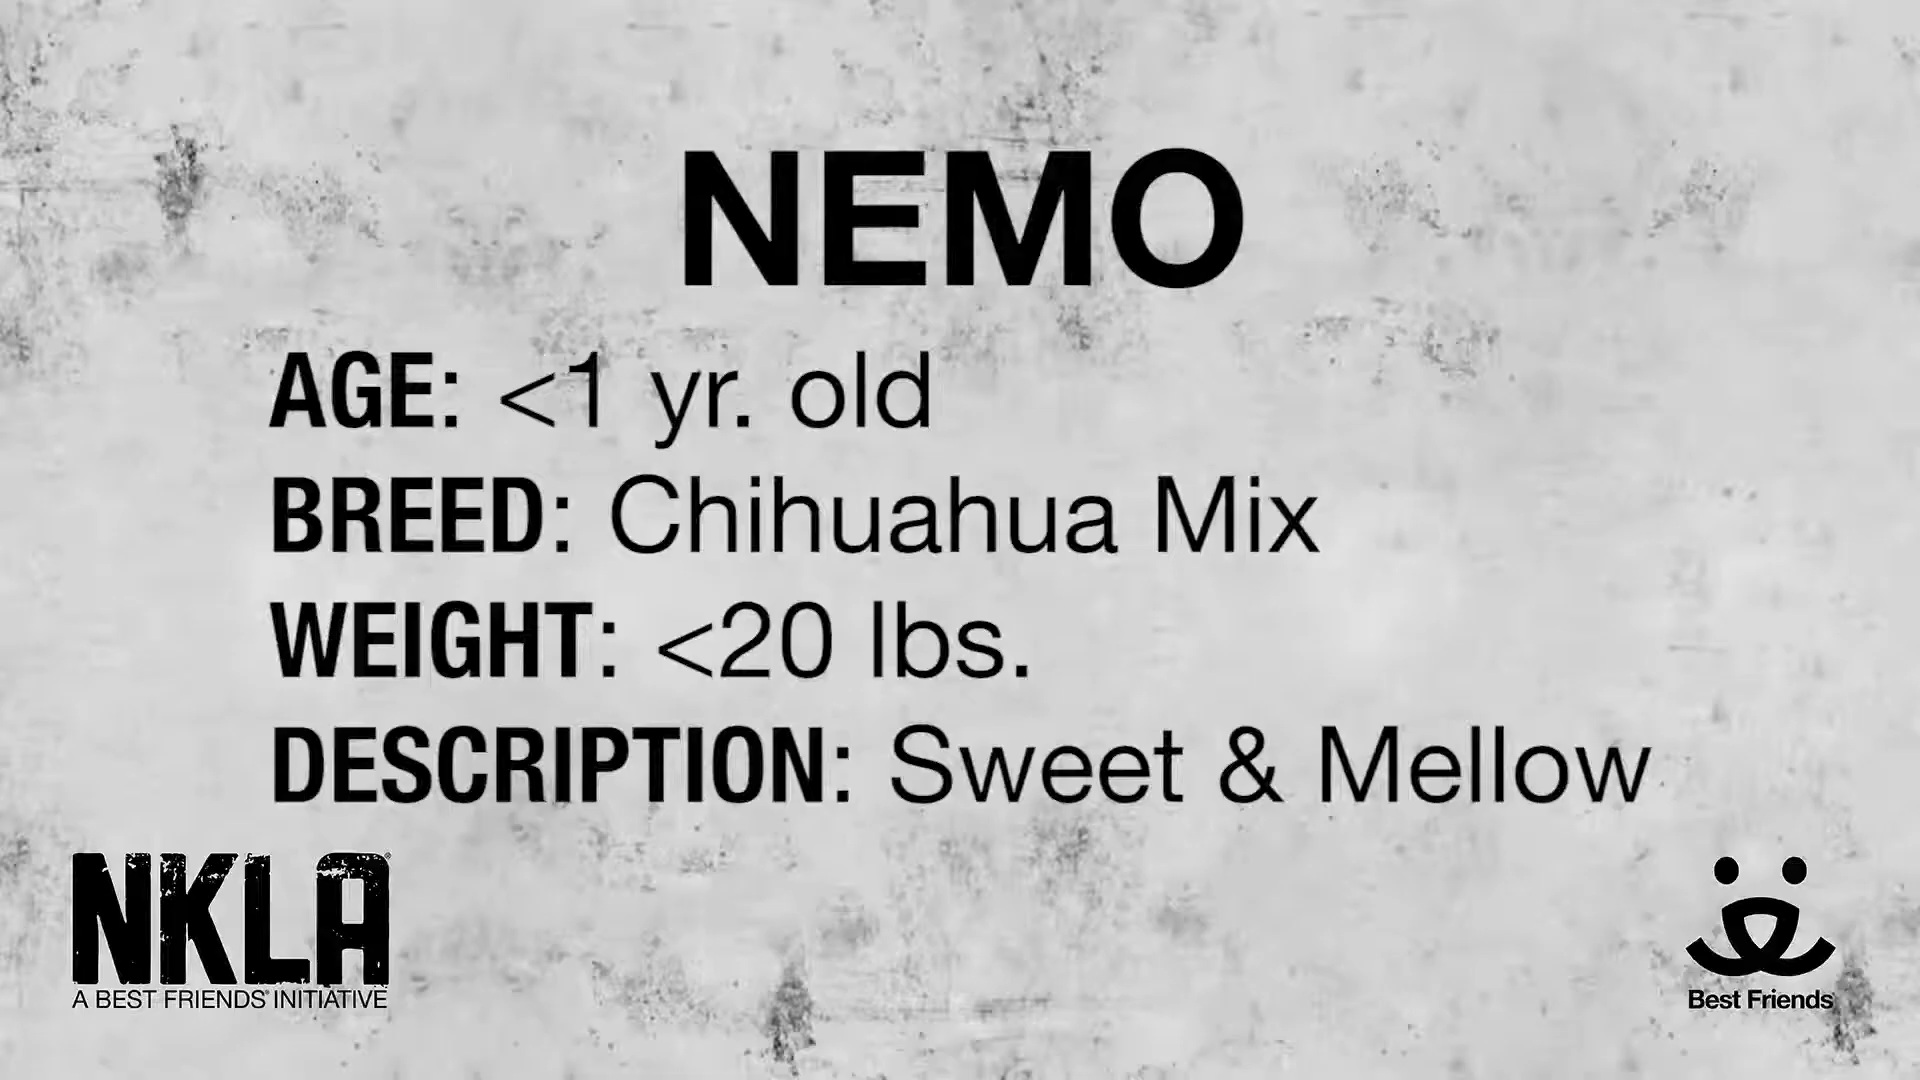 NEMO
AGE: <1 yr. old
BREED: Chihuahua Mix
WEIGHT: <20 lbs.
DESCRIPTION: Sweet & Mellow
NKLA
A BEST FRIENDS INITIATIVE
Best Friends